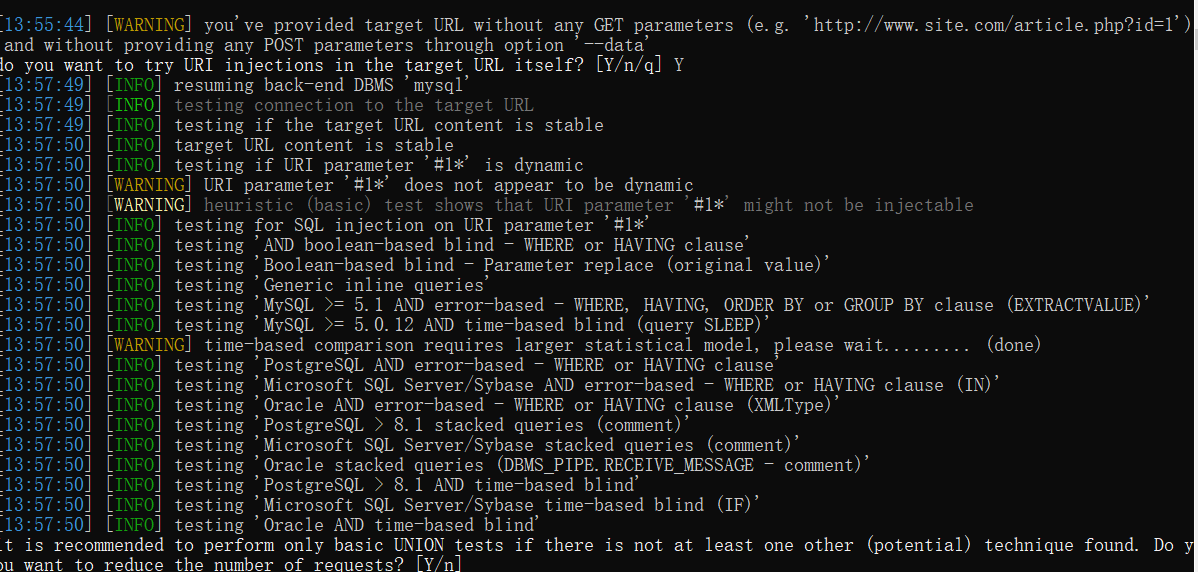 [13:55:44] [WARNING] you've provided target URL without any GET parameters (e.g. 'http://www.site.com/article.php?id=1')
and without providing any POST parameters through option '--data'
do you want to try URI injections in the target URL itself? [Y/n/q] Y
[13:57:49] [INFO] resuming back-end DBMS 'mysql'
[13:57:49] [INFO] testing connection to the target URL
[13:57:49] [INFO] testing if the target URL content is stable
[13:57:50] [INFO] target URL content is stable
[13:57:50] [INFO] testing if URI parameter '#1*' is dynamic
[13:57:50] [WARNING] URI parameter '#1*' does not appear to be dynamic
[13:57:50] [WARNING] heuristic (basic) test shows that URI parameter '#1*' might not be injectable
[13:57:50] [INFO] testing for SQL injection on URI parameter '#1*'
[13:57:50] [INFO] testing 'AND boolean-based blind - WHERE or HAVING clause'
[13:57:50] [INFO] testing 'Boolean-based blind - Parameter replace (original value)'
[13:57:50] [INFO] testing 'Generic inline queries'
[13:57:50] [INFO] testing 'MySQL >= 5.1 AND error-based - WHERE, HAVING, ORDER BY or GROUP BY clause (EXTRACTVALUE)'
[13:57:50] [INFO] testing 'MySQL >= 5.0.12 AND time-based blind (query SLEEP)'
[13:57:50] [WARNING] time-based comparison requires larger statistical model, please wait......... (done)
[13:57:50] [INFO] testing 'PostgreSQL AND error-based - WHERE or HAVING clause'
[13:57:50] [INFO] testing 'Microsoft SQL Server/Sybase AND error-based - WHERE or HAVING clause (IN)'
[13:57:50] [INFO] testing 'Oracle AND error-based - WHERE or HAVING clause (XMLType)'
[13:57:50] [INFO] testing 'PostgreSQL > 8.1 stacked queries (comment)'
[13:57:50] [INFO] testing 'Microsoft SQL Server/Sybase stacked queries (comment)'
[13:57:50] [INFO] testing 'Oracle stacked queries (DBMS_PIPE.RECEIVE_MESSAGE - comment)'
[13:57:50] [INFO] testing 'PostgreSQL > 8.1 AND time-based blind'
[13:57:50] [INFO] testing 'Microsoft SQL Server/Sybase time-based blind (IF)'
[13:57:50] [INFO] testing 'Oracle AND time-based blind'
it is recommended to perform only basic UNION tests if there is not at least one other (potential) technique found. Do y
ou want to reduce the number of requests? [Y/n]